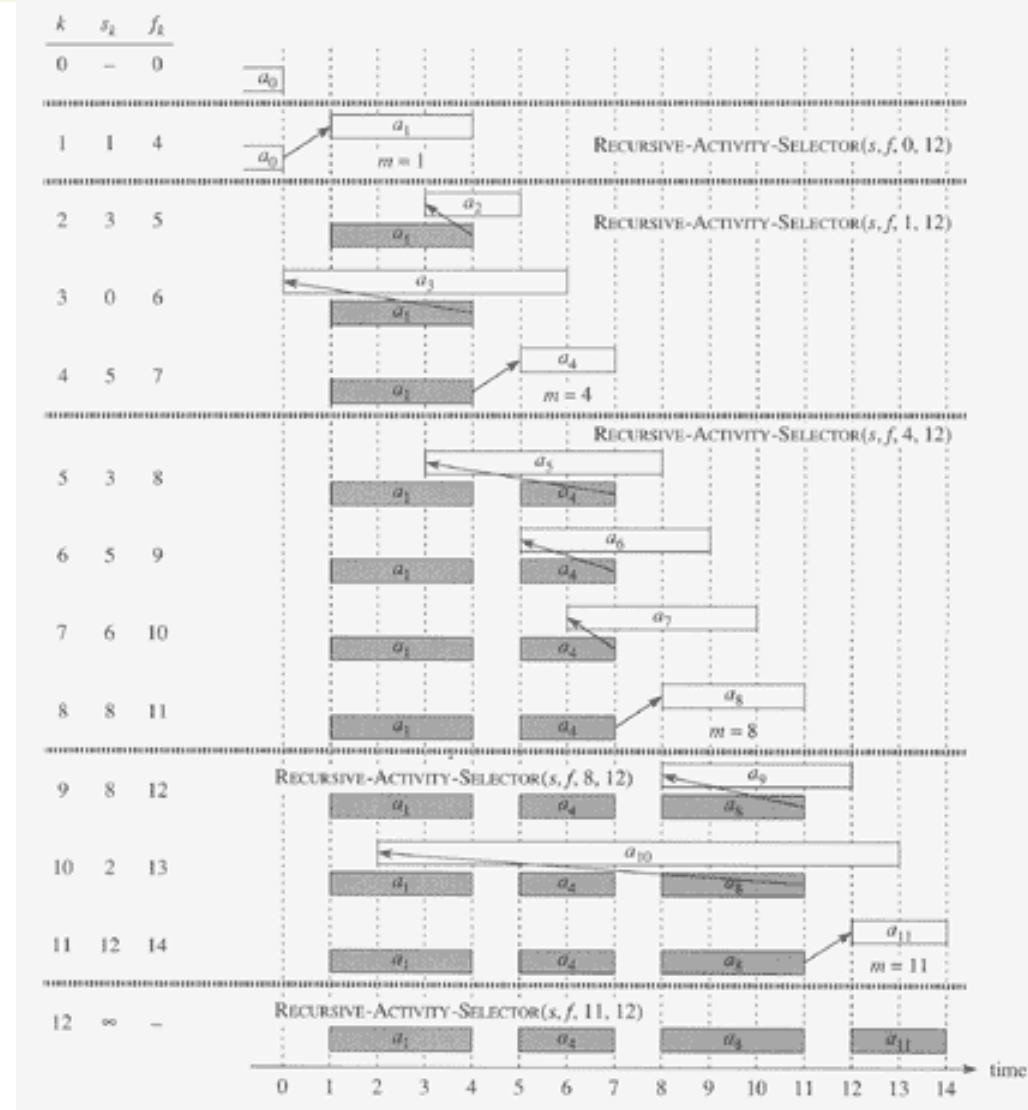 k s_k f_k
0 – 0
a_0
1 1 4
a_1
a_0
m = 1
RECURSIVE-ACTIVITY-SELECTOR(s, f, 0, 12)
2 3 5
a_2
a_1
RECURSIVE-ACTIVITY-SELECTOR(s, f, 1, 12)
3 0 6
a_3
a_1
4 5 7
a_4
a_1
m = 4
RECURSIVE-ACTIVITY-SELECTOR(s, f, 4, 12)
5 3 8
a_5
a_1 a_4
6 5 9
a_6
a_1 a_4
7 6 10
a_7
a_1 a_4
8 8 11
a_8
a_1 a_4
m = 8
RECURSIVE-ACTIVITY-SELECTOR(s, f, 8, 12)
9 8 12
a_9
a_1 a_4 a_8
10 2 13
a_10
a_1 a_4 a_8
11 12 14
a_11
a_1 a_4 a_8
m = 11
RECURSIVE-ACTIVITY-SELECTOR(s, f, 11, 12)
12 ∞ –
a_1 a_4 a_8 a_11
time
0 1 2 3 4 5 6 7 8 9 10 11 12 13 14